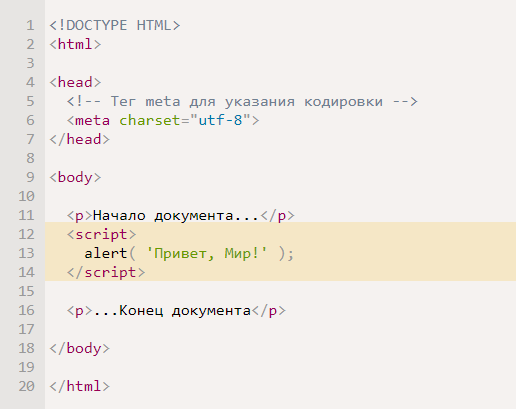 1 <!DOCTYPE HTML>
2 <html>
3
4 <head>
5   <!-- Тег meta для указания кодировки -->
6   <meta charset="utf-8">
7 </head>
8
9 <body>
10
11   <p>Начало документа...</p>
12   <script>
13     alert( 'Привет, Мир!' );
14   </script>
15
16   <p>...Конец документа</p>
17
18 </body>
19
20 </html>